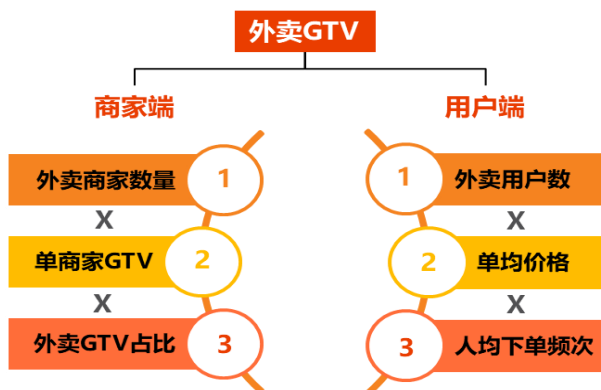 外卖GTV
商家端
用户端
外卖商家数量
1
1
外卖用户数
X
X
单商家GTV
2
2
单均价格
X
X
外卖GTV占比
3
3
人均下单频次